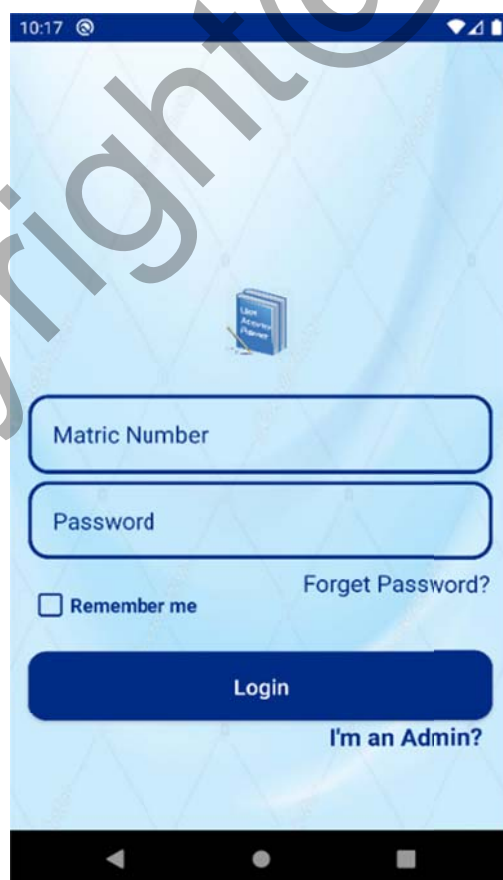 10:17
Matric Number
Password
Forget Password?
Remember me
Login
I'm an Admin?